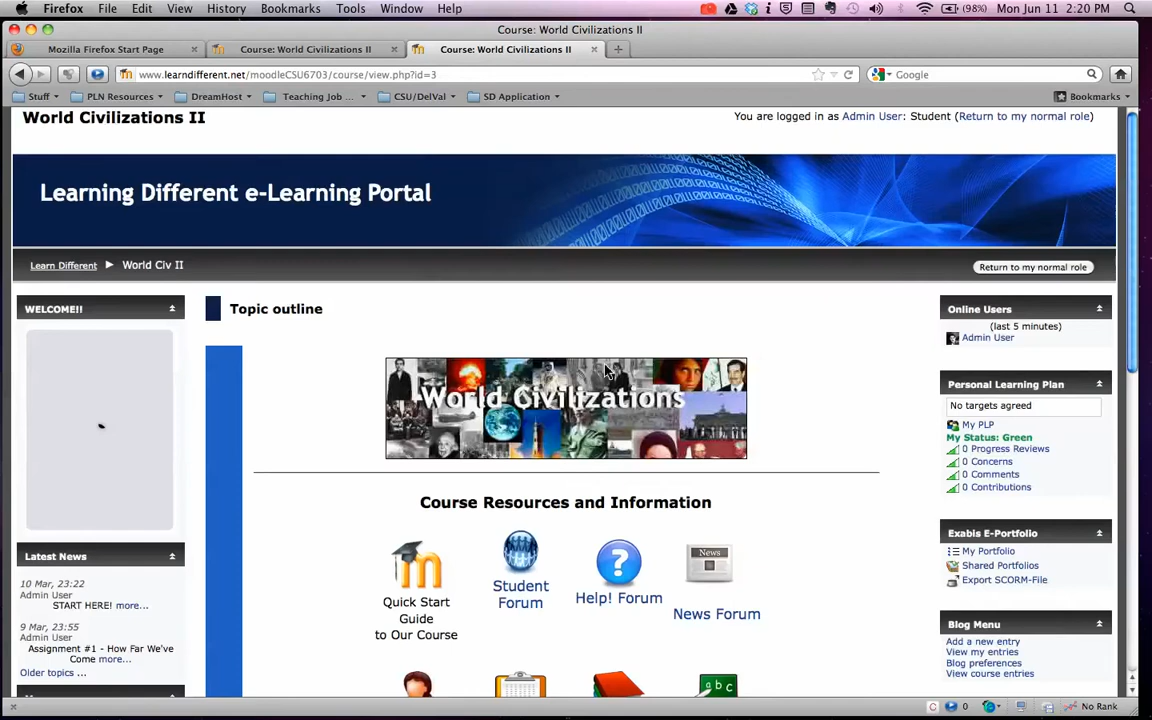 Firefox File Edit View History Bookmarks Tools Window Help (98%) Mon Jun 11 2:20 PM
Course: World Civilizations II
Mozilla Firefox Start Page Course: World Civilizations II Course: World Civilizations II
www.learndifferent.net/moodleCSU6703/course/view.php?id=3 Google
Stuff PLN Resources DreamHost Teaching Job ... CSU/DelVal SD Application Bookmarks
World Civilizations II You are logged in as Admin User: Student (Return to my normal role)
Learning Different e-Learning Portal
Learn Different World Civ II Return to my normal role
WELCOME!!
Latest News
10 Mar, 23:22
Admin User
START HERE! more...
9 Mar, 23:55
Admin User
Assignment #1 - How Far We've
Come more...
Older topics ...
Topic outline
World Civilizations
Course Resources and Information
Quick Start
Guide
to Our Course
Student
Forum
Help! Forum
News
News Forum
abc
Online Users
(last 5 minutes)
Admin User
Personal Learning Plan
No targets agreed
My PLP
My Status: Green
0 Progress Reviews
0 Concerns
0 Comments
0 Contributions
Exabis E-Portfolio
My Portfolio
Shared Portfolios
Export SCORM-File
Blog Menu
Add a new entry
View my entries
Blog preferences
View course entries
0 No Rank